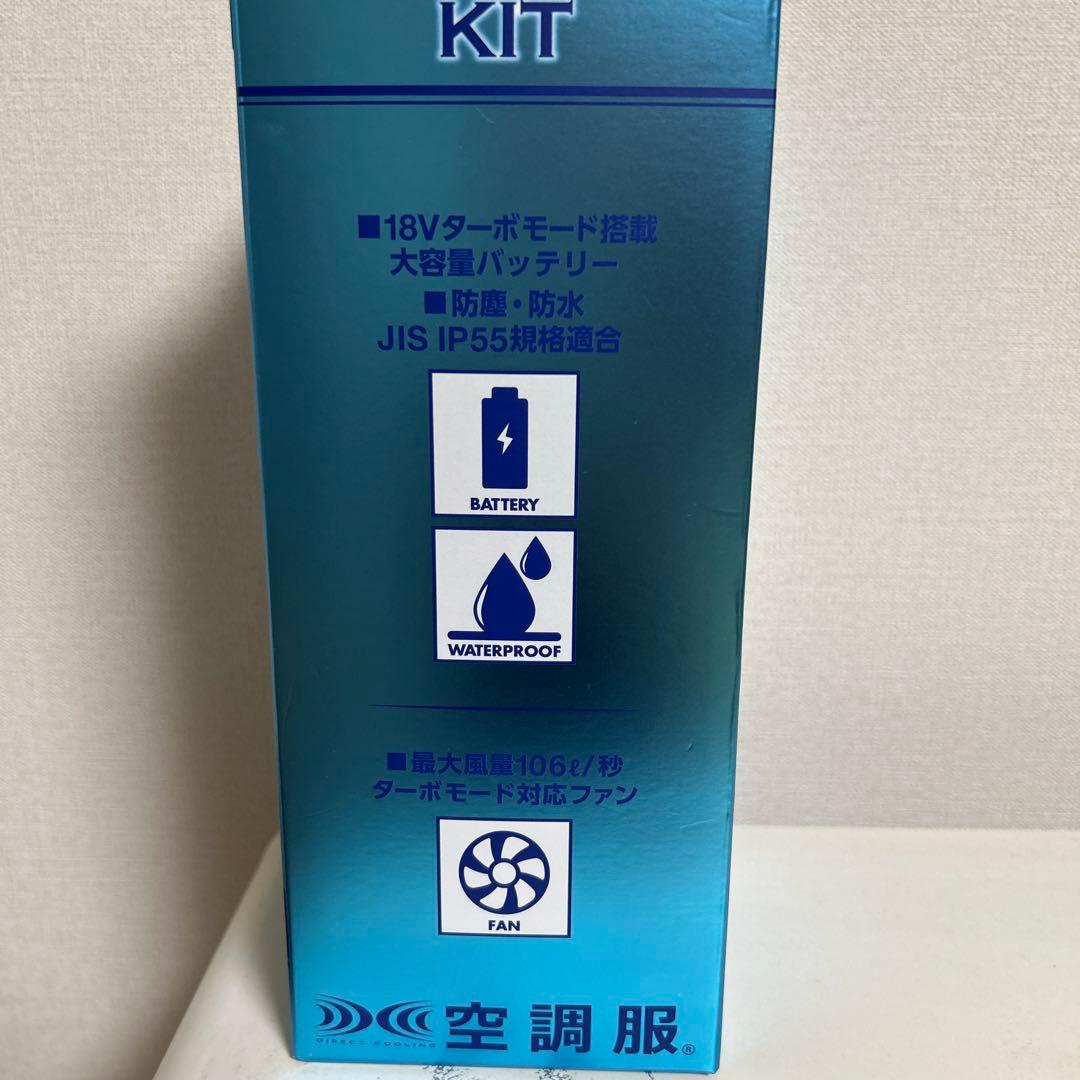 KIT
■18Vターボモード搭載
大容量バッテリー
■防塵・防水
JIS IP55規格適合
BATTERY
WATERPROOF
■最大風量106ℓ/秒
ターボモード対応ファン
FAN
DIRECT COOLING
空調服®